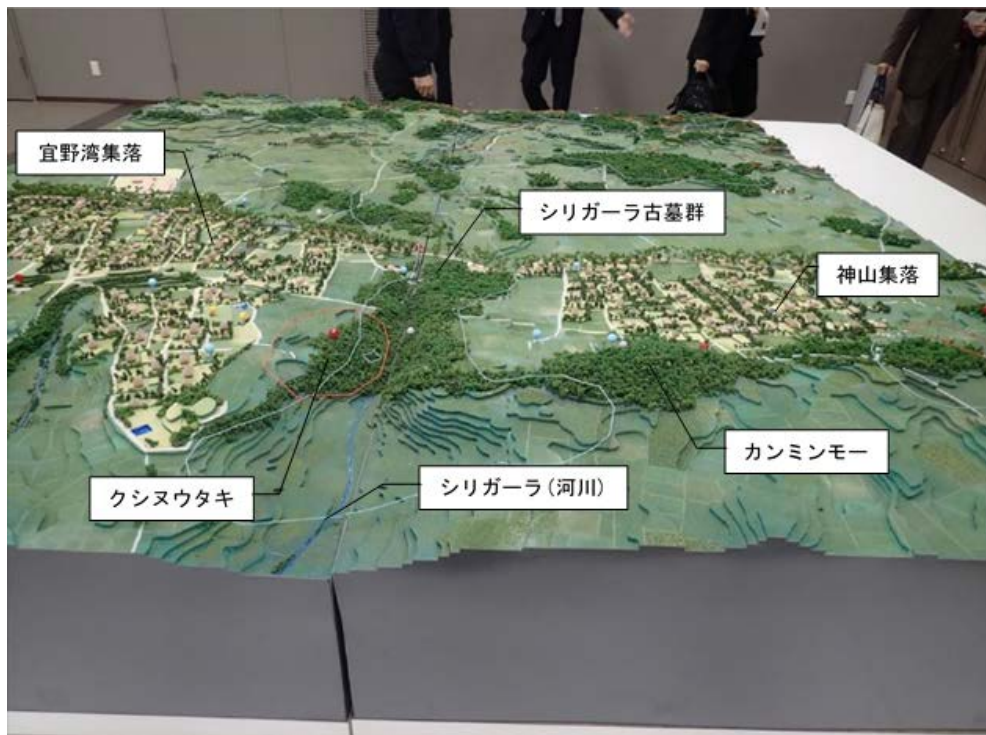 宜野湾集落
シリガーラ古墓群
神山集落
カンミンモー
シリガーラ（河川）
クシヌウタキ